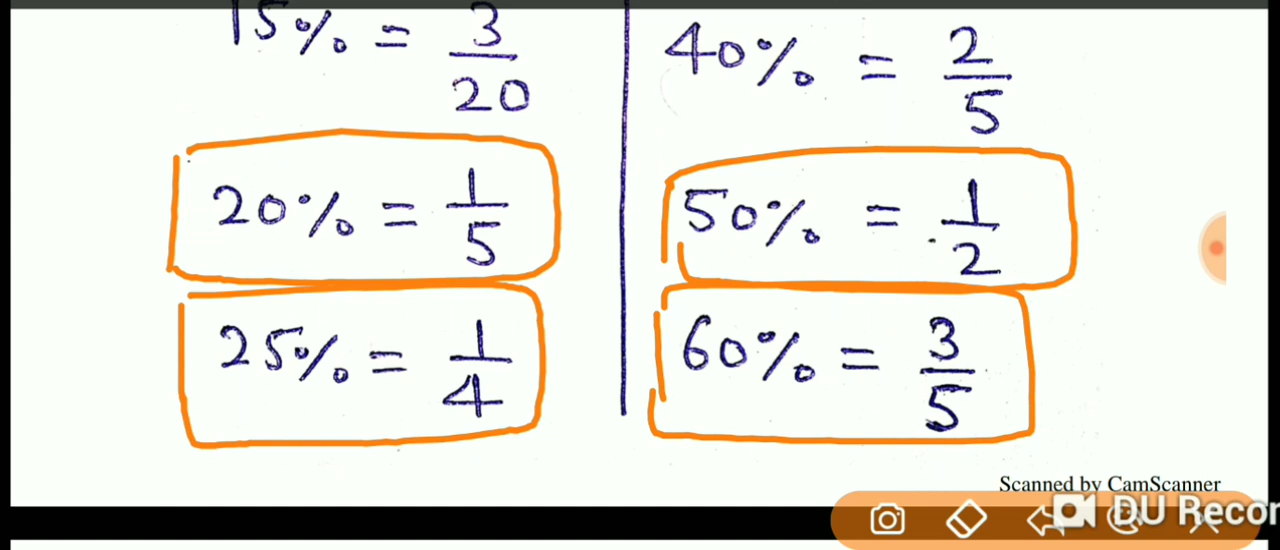 15% = 3/20
20% = 1/5
25% = 1/4
40% = 2/5
50% = 1/2
60% = 3/5
Scanned by CamScanner
DU Recor